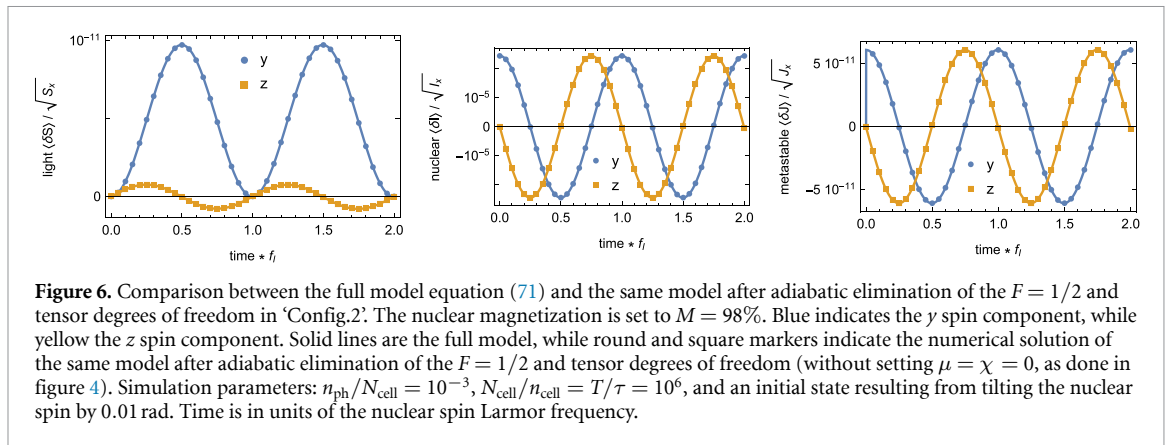 10⁻¹¹
0
light ⟨δS⟩ / √Sₓ
y
z
0.0 0.5 1.0 1.5 2.0
time * f_I
10⁻⁵
0
−10⁻⁵
nuclear ⟨δI⟩ / √Iₓ
y
z
0.0 0.5 1.0 1.5 2.0
time * f_I
5 10⁻¹¹
0
−5 10⁻¹¹
metastable ⟨δJ⟩ / √Jₓ
y
z
0.0 0.5 1.0 1.5 2.0
time * f_I
Figure 6. Comparison between the full model equation (71) and the same model after adiabatic elimination of the F = 1/2 and
tensor degrees of freedom in ‘Config.2’. The nuclear magnetization is set to M = 98%. Blue indicates the y spin component, while
yellow the z spin component. Solid lines are the full model, while round and square markers indicate the numerical solution of
the same model after adiabatic elimination of the F = 1/2 and tensor degrees of freedom (without setting μ = χ = 0, as done in
figure 4). Simulation parameters: n_ph/N_cell = 10⁻³, N_cell/n_cell = T/τ = 10⁶, and an initial state resulting from tilting the nuclear
spin by 0.01 rad. Time is in units of the nuclear spin Larmor frequency.